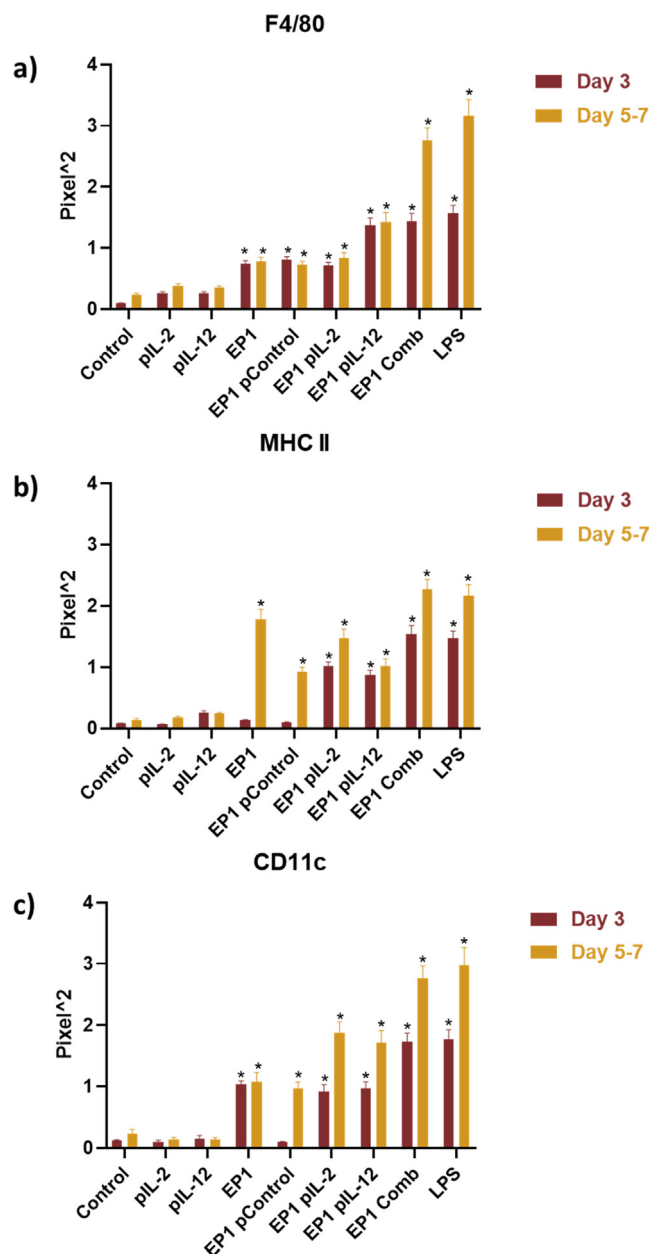 F4/80
a)
Pixel^2
4
3
2
1
0
Control
pIL-2
pIL-12
EP1
EP1 pControl
EP1 pIL-2
EP1 pIL-12
EP1 Comb
LPS
* * * * * * * * * * * *
Day 3
Day 5-7
MHC II
b)
Pixel^2
4
3
2
1
0
Control
pIL-2
pIL-12
EP1
EP1 pControl
EP1 pIL-2
EP1 pIL-12
EP1 Comb
LPS
* * * * * * * * * *
Day 3
Day 5-7
CD11c
c)
Pixel^2
4
3
2
1
0
Control
pIL-2
pIL-12
EP1
EP1 pControl
EP1 pIL-2
EP1 pIL-12
EP1 Comb
LPS
* * * * * * * * * * *
Day 3
Day 5-7